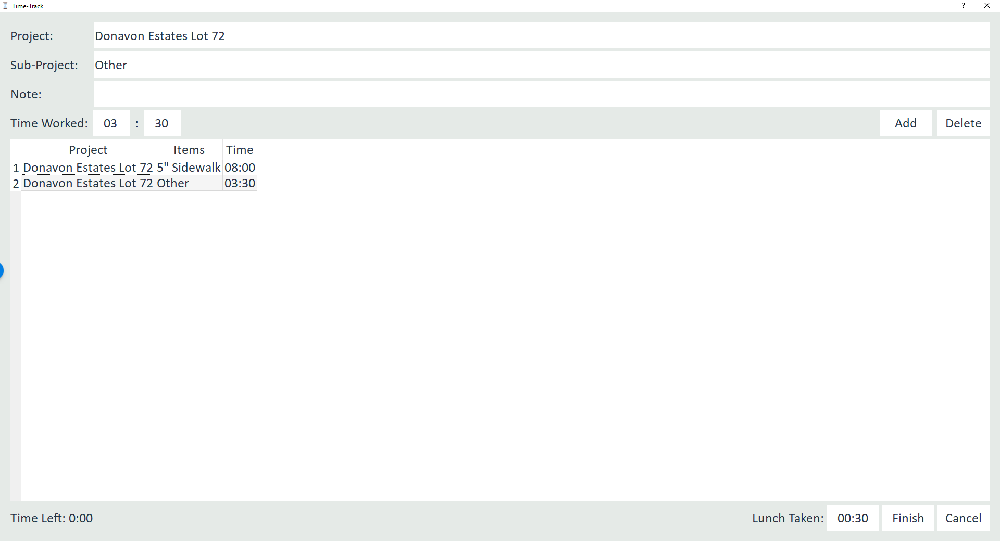 Time-Track ?
Project: Donavon Estates Lot 72
Sub-Project: Other
Note:
Time Worked: 03 : 30 Add Delete
Project Items Time
1 Donavon Estates Lot 72 5" Sidewalk 08:00
2 Donavon Estates Lot 72 Other 03:30
Time Left: 0:00 Lunch Taken: 00:30 Finish Cancel